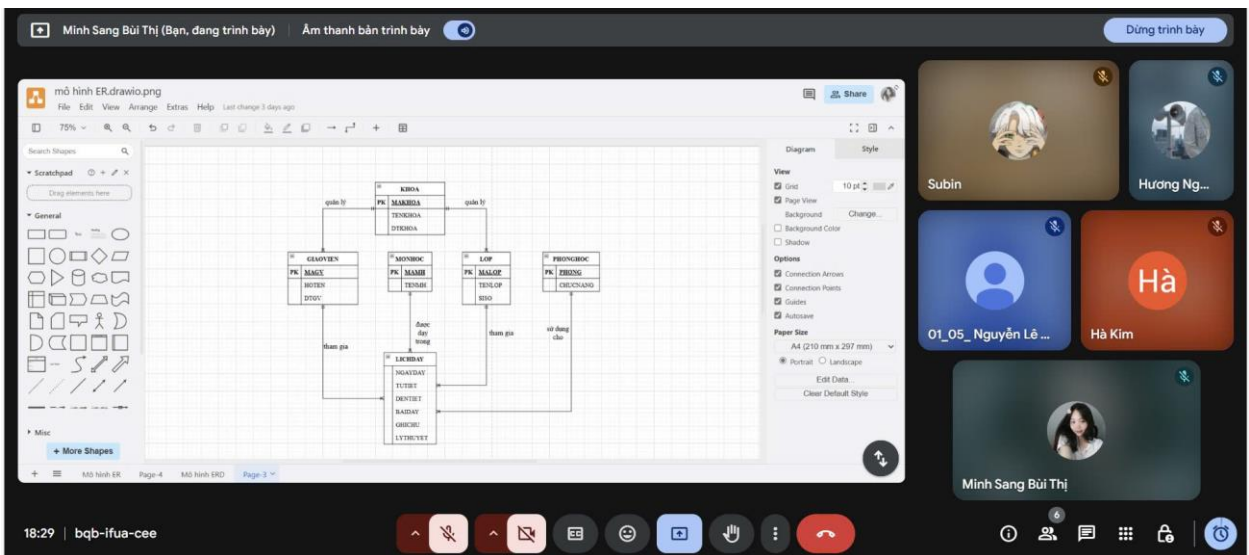 Minh Sang Bùi Thị (Bạn, đang trình bày)
Âm thanh bản trình bày
Dừng trình bày
mô hình ER.drawio.png
File Edit View Arrange Extras Help Last change 3 days ago
Share
75%
Search Shapes
Scratchpad
Drag elements here
General
Misc
+ More Shapes
KHOA
PK MAKHOA
TENKHOA
DTKHOA
quản lý
quản lý
GIAOVIEN
PK MAGV
HOTEN
DTGV
MONHOC
PK MAMH
TENMH
LOP
PK MALOP
TENLOP
SISO
PHONGHOC
PK PHONG
CHUCNANG
được
dạy
trong
tham gia
sử dụng
cho
tham gia
LICHDAY
NGAYDAY
TUTIET
DENTIET
BAIDAY
GHICHU
LYTHUYET
Diagram
Style
View
Grid 10 pt
Page View
Background Change...
Background Color
Shadow
Options
Connection Arrows
Connection Points
Guides
Autosave
Paper Size
A4 (210 mm x 297 mm)
Portrait Landscape
Edit Data...
Clear Default Style
Mô hình ER Page-4 Mô hình ERD Page-3
Subin
Hương Ng...
01_05_ Nguyễn Lê ...
Hà
Hà Kim
Minh Sang Bùi Thị
18:29 | bqb-ifua-cee
6